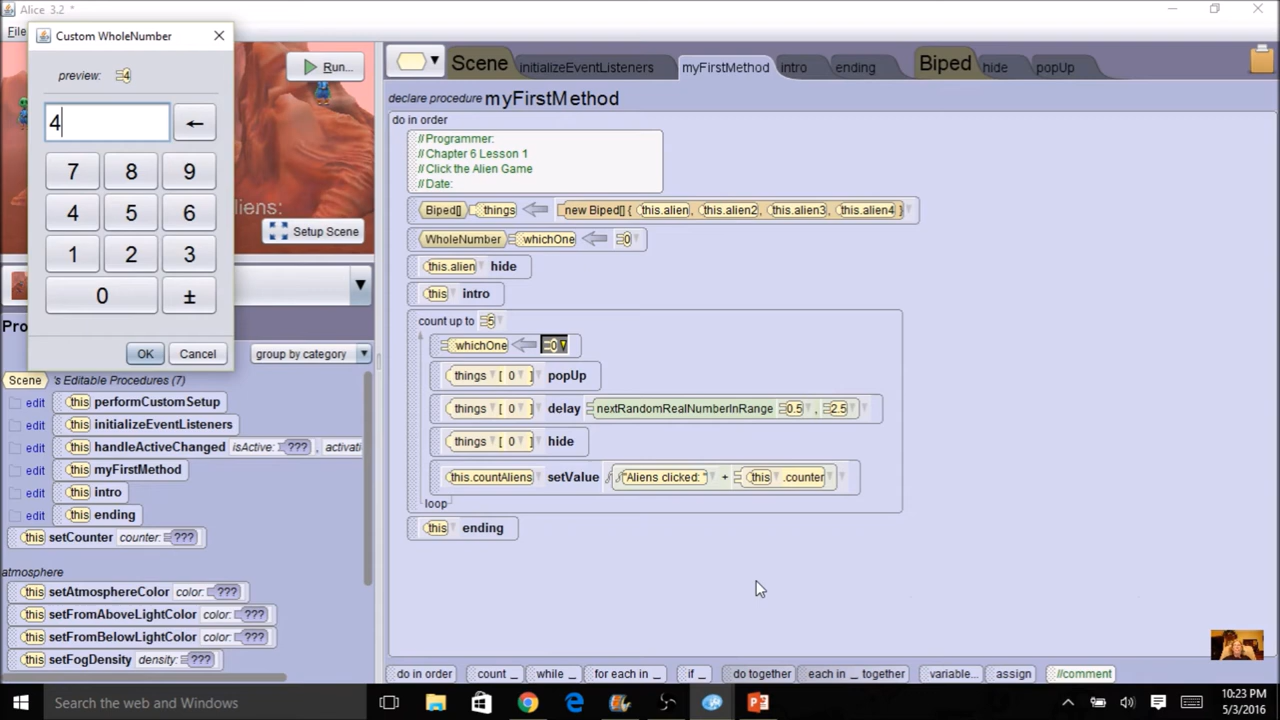 Alice 3.2 *
File
Custom WholeNumber
preview: 4
4
←
7 8 9
4 5 6
1 2 3
0 ±
OK Cancel
Run...
aliens:
Setup Scene
group by category
Scene 's Editable Procedures (7)
edit this performCustomSetup
edit this initializeEventListeners
edit this handleActiveChanged isActive: ??? , activati
edit this myFirstMethod
edit this intro
edit this ending
this setCounter counter: ???
atmosphere
this setAtmosphereColor color: ???
this setFromAboveLightColor color: ???
this setFromBelowLightColor color: ???
this setFogDensity density: ???
Scene initializeEventListeners myFirstMethod intro ending Biped hide popUp
declare procedure myFirstMethod
do in order
//Programmer:
//Chapter 6 Lesson 1
//Click the Alien Game
//Date:
Biped[] things new Biped[] { this.alien, this.alien2, this.alien3, this.alien4 }
WholeNumber whichOne 0
this.alien hide
this intro
count up to 5
whichOne 0
things [ 0 ] popUp
things [ 0 ] delay nextRandomRealNumberInRange 0.5 , 2.5
things [ 0 ] hide
this.countAliens setValue "Aliens clicked: " + this .counter
loop
this ending
do in order count _ while _ for each in _ if _ do together each in _ together variable... assign //comment
Search the web and Windows
10:23 PM
5/3/2016